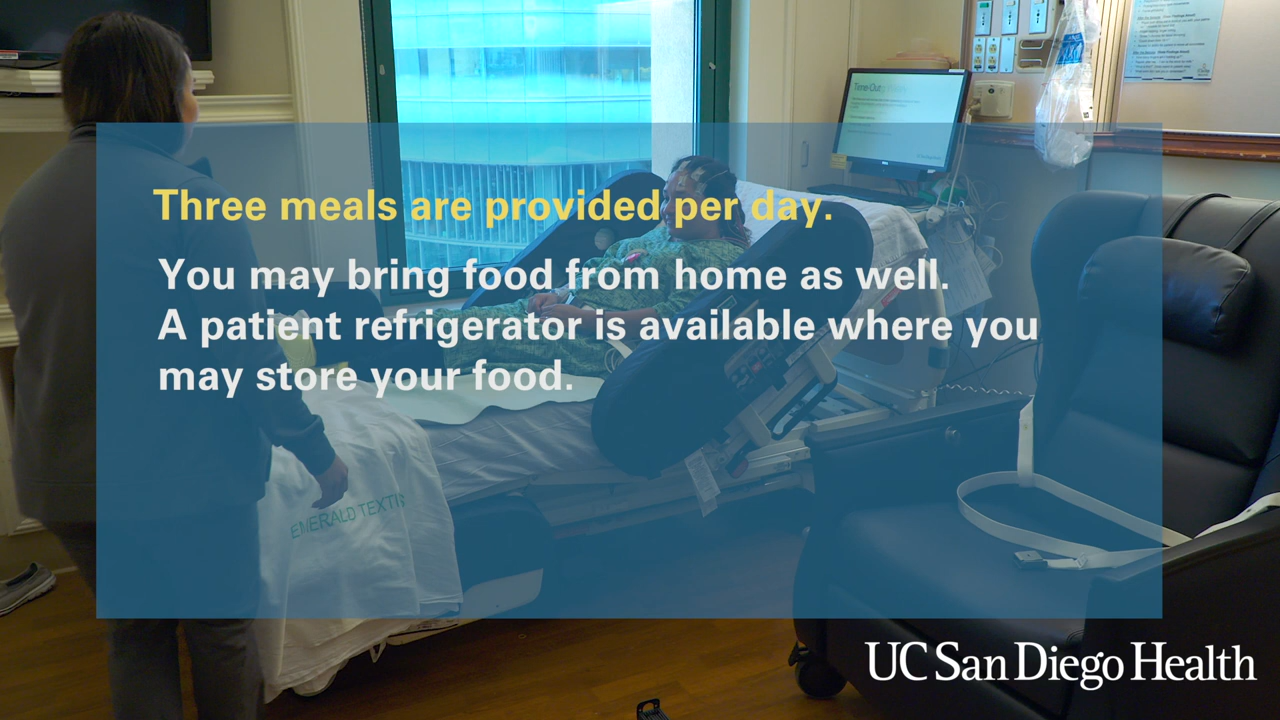 Three meals are provided per day.
You may bring food from home as well.
A patient refrigerator is available where you
may store your food.
Time-Out
EMERALD TEXTI
UC San Diego Health